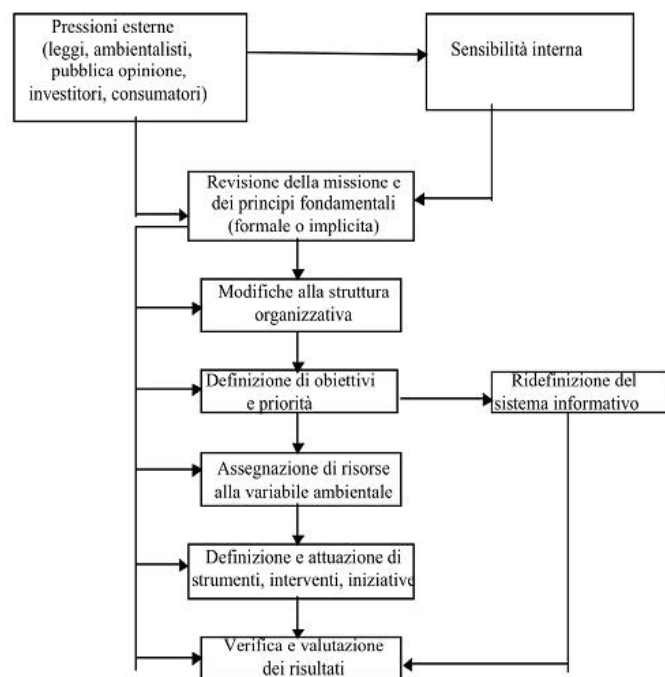 Pressioni esterne
(leggi, ambientalisti,
pubblica opinione,
investitori, consumatori)
Sensibilità interna
Revisione della missione e
dei principi fondamentali
(formale o implicita)
Modifiche alla struttura
organizzativa
Definizione di obiettivi
e priorità
Ridefinizione del
sistema informativo
Assegnazione di risorse
alla variabile ambientale
Definizione e attuazione di
strumenti, interventi, iniziative
Verifica e valutazione
dei risultati